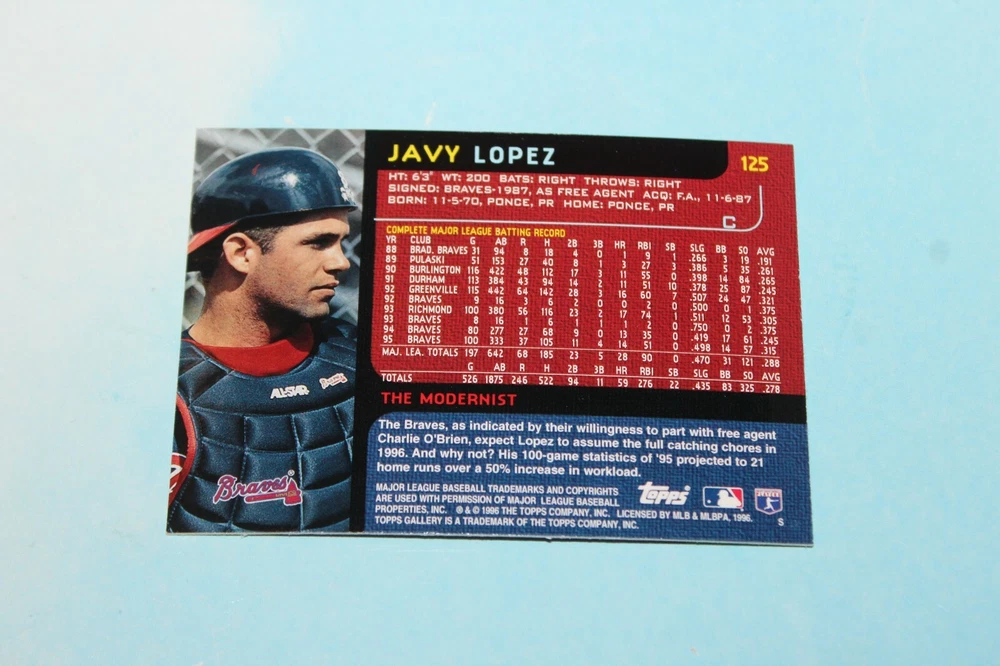 JAVY LOPEZ
125
HT: 6'3" WT: 200 BATS: RIGHT THROWS: RIGHT
SIGNED: BRAVES-1987, AS FREE AGENT ACQ: F.A., 11-6-87
BORN: 11-5-70, PONCE, PR HOME: PONCE, PR
C
COMPLETE MAJOR LEAGUE BATTING RECORD
YR CLUB G AB R H 2B 3B HR RBI SB SLG BB SO AVG
88 BRAD. BRAVES 31 94 8 18 4 0 1 9 1 .266 3 19 .191
89 PULASKI 51 153 27 40 8 1 3 27 3 .386 5 35 .261
90 BURLINGTON 116 422 48 112 17 3 11 55 0 .398 14 84 .265
91 DURHAM 113 384 43 94 14 2 11 51 10 .378 25 87 .245
92 GREENVILLE 115 442 64 142 28 3 16 60 7 .507 24 47 .321
92 BRAVES 9 16 3 6 2 0 0 2 0 .500 0 1 .375
93 RICHMOND 100 380 56 116 23 2 17 74 1 .511 12 53 .305
93 BRAVES 8 16 1 6 1 1 1 2 0 .750 0 2 .375
94 BRAVES 80 277 27 68 9 0 13 35 0 .419 17 61 .245
95 BRAVES 100 333 37 105 11 4 14 51 0 .498 14 57 .315
MAJ. LEA. TOTALS 197 642 68 185 23 5 28 90 0 .470 31 121 .288
G AB R H 2B 3B HR RBI SB SLG BB SO AVG
TOTALS 526 1875 246 522 94 11 59 276 22 .435 83 325 .278
THE MODERNIST
The Braves, as indicated by their willingness to part with free agent
Charlie O'Brien, expect Lopez to assume the full catching chores in
1996. And why not? His 100-game statistics of '95 projected to 21
home runs over a 50% increase in workload.
MAJOR LEAGUE BASEBALL TRADEMARKS AND COPYRIGHTS
ARE USED WITH PERMISSION OF MAJOR LEAGUE BASEBALL
PROPERTIES, INC. ® & © 1996 THE TOPPS COMPANY, INC. LICENSED BY MLB & MLBPA, 1996.
TOPPS GALLERY IS A TRADEMARK OF THE TOPPS COMPANY, INC.
Topps
S
ALL-STAR
Braves
Braves